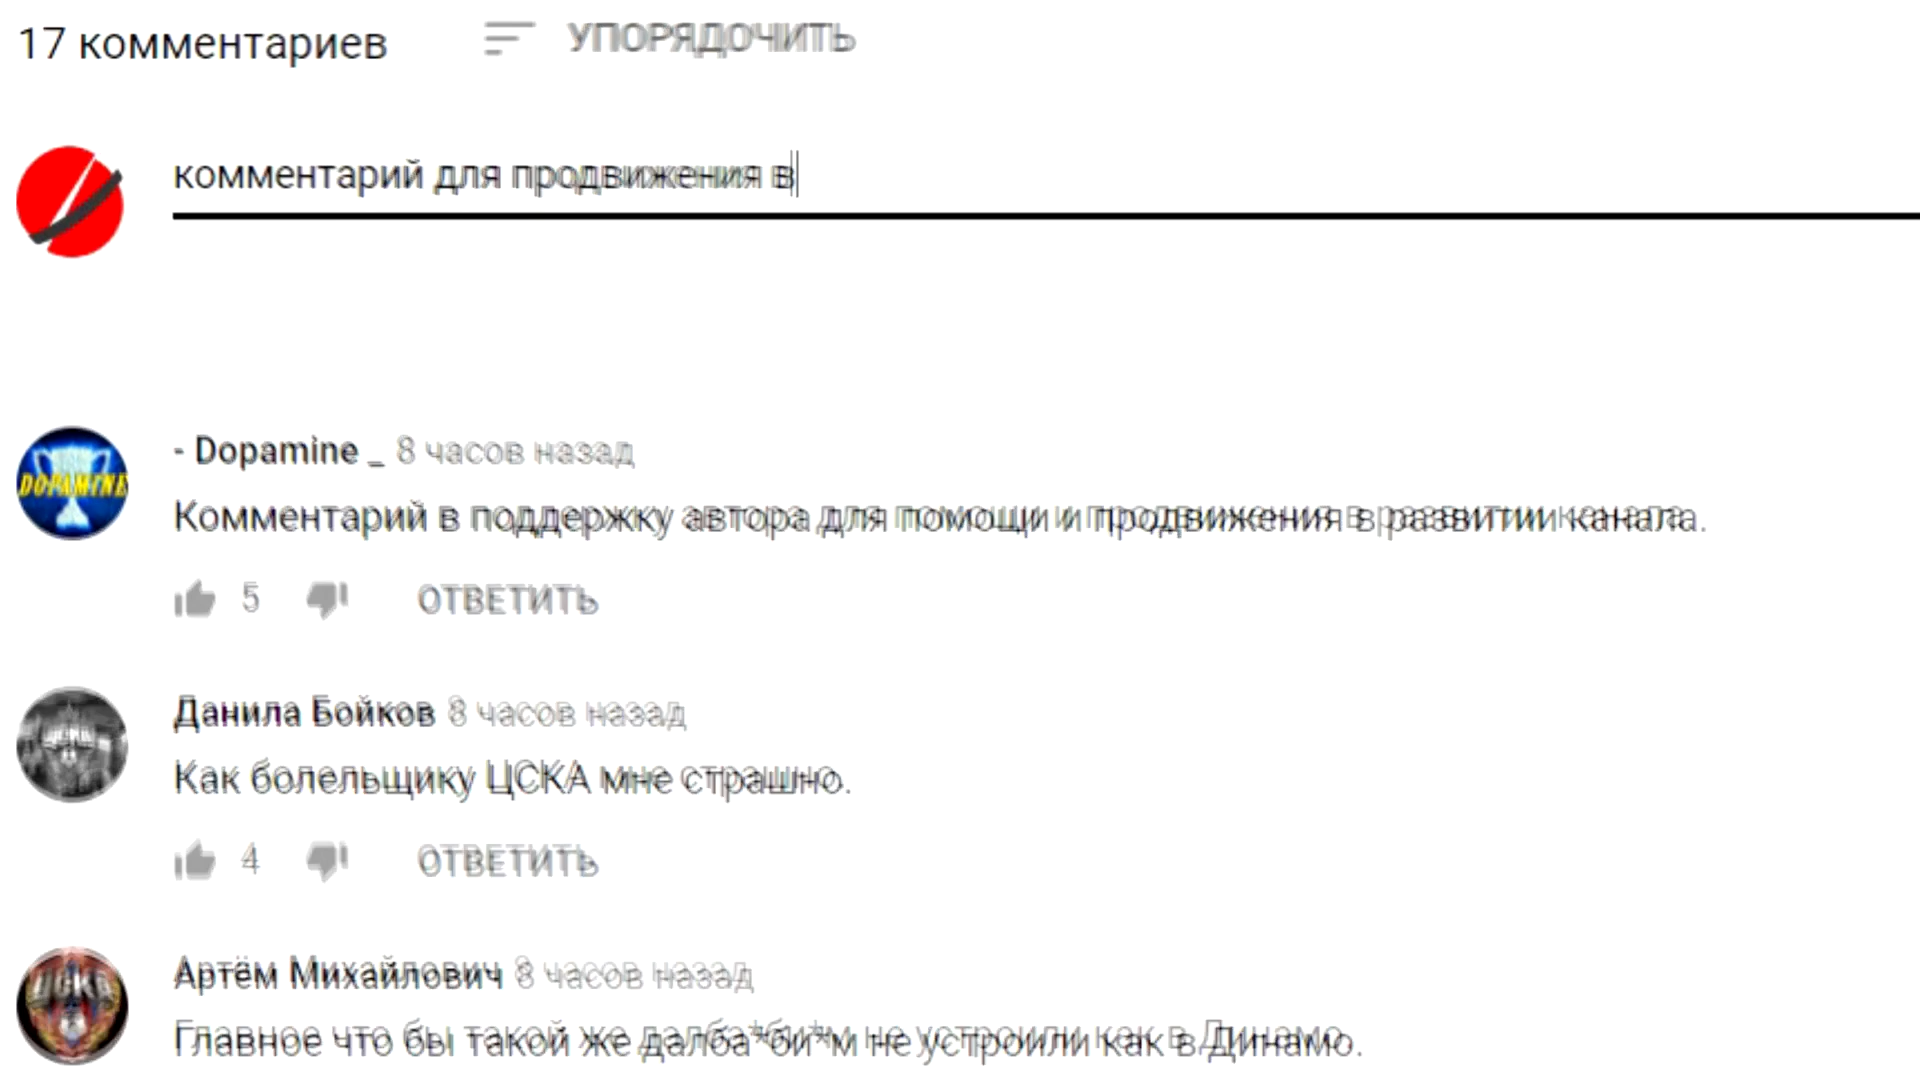 17 комментариев УПОРЯДОЧИТЬ
комментарий для продвижения в
- Dopamine _ 8 часов назад
DOPAMINE
Комментарий в поддержку автора для помощи и продвижения в развитии канала.
5 ОТВЕТИТЬ
Данила Бойков 8 часов назад
Как болельщику ЦСКА мне страшно.
4 ОТВЕТИТЬ
Артём Михайлович 8 часов назад
ЦСКА
Главное что бы такой же далба*би*м не устроили как в Динамо.